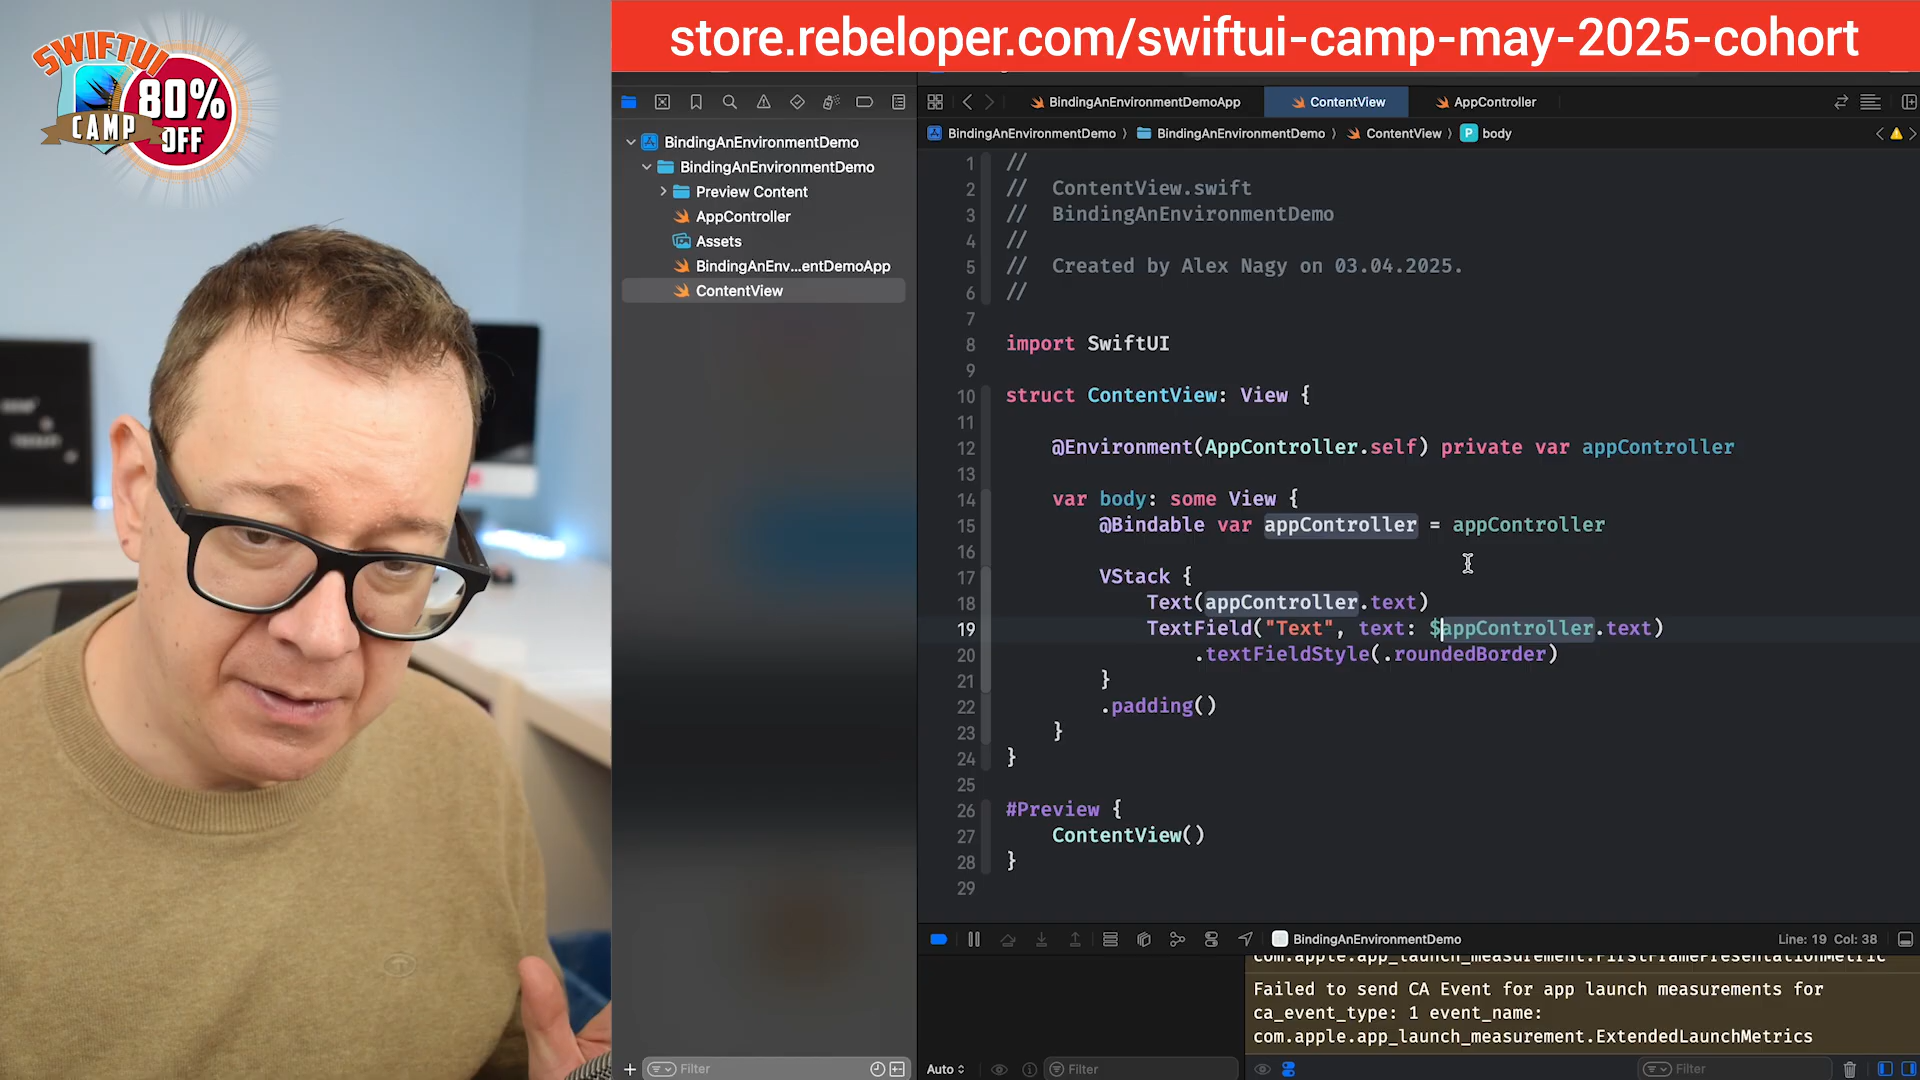 store.rebeloper.com/swiftui-camp-may-2025-cohort
SWIFTUI
CAMP
80%
OFF
BindingAnEnvironmentDemo
BindingAnEnvironmentDemo
Preview Content
AppController
Assets
BindingAnEnv...entDemoApp
ContentView
Filter
BindingAnEnvironmentDemoApp
ContentView
AppController
BindingAnEnvironmentDemo
BindingAnEnvironmentDemo
ContentView
P
body
1 //
2 // ContentView.swift
3 // BindingAnEnvironmentDemo
4 //
5 // Created by Alex Nagy on 03.04.2025.
6 //
7
8 import SwiftUI
9
10 struct ContentView: View {
11
12 @Environment(AppController.self) private var appController
13
14 var body: some View {
15 @Bindable var appController = appController
16
17 VStack {
18 Text(appController.text)
19 TextField("Text", text: $appController.text)
20 .textFieldStyle(.roundedBorder)
21 }
22 .padding()
23 }
24 }
25
26 #Preview {
27 ContentView()
28 }
29
BindingAnEnvironmentDemo
Line: 19 Col: 38
com.apple.app_launch_measurement.FirstFramePresentationMetric
Failed to send CA Event for app launch measurements for
ca_event_type: 1 event_name:
com.apple.app_launch_measurement.ExtendedLaunchMetrics
Auto
Filter
Filter